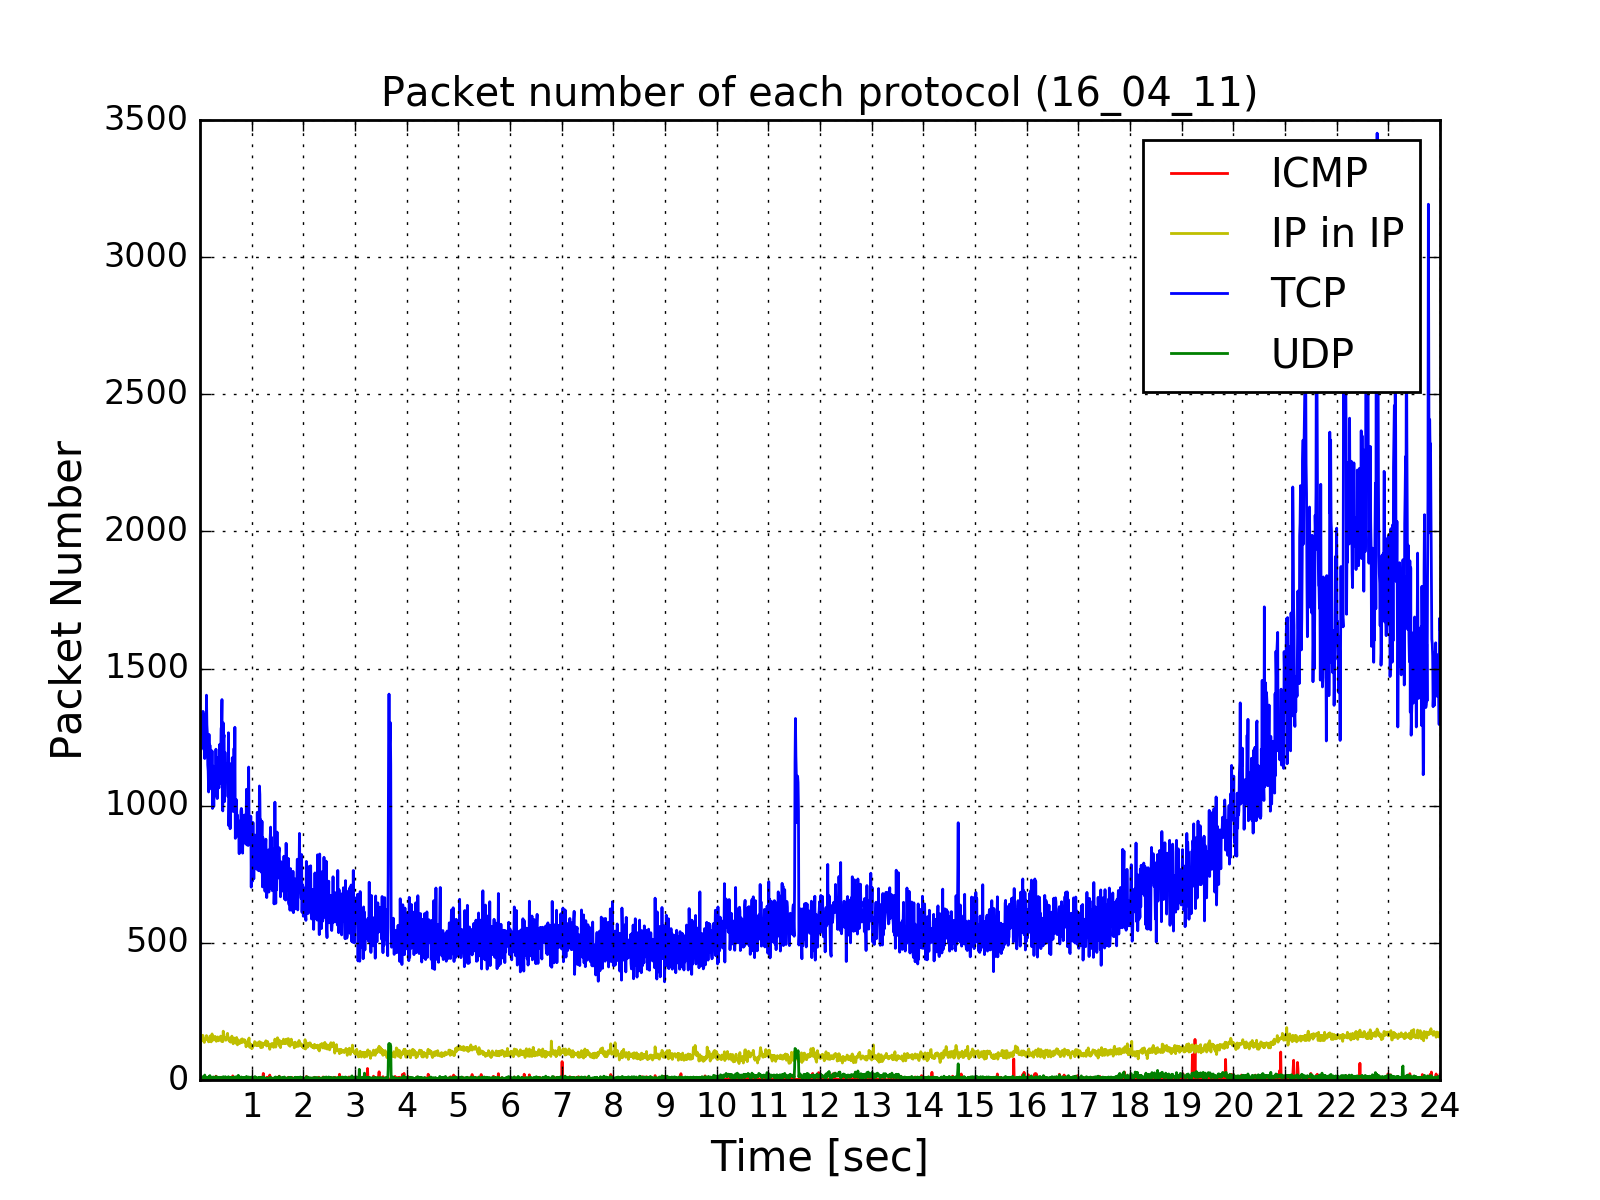 Packet number of each protocol (16_04_11)
3500
3000
2500
2000
1500
1000
500
0
Packet Number
ICMP
IP in IP
TCP
UDP
1 2 3 4 5 6 7 8 9 10 11 12 13 14 15 16 17 18 19 20 21 22 23 24
Time [sec]